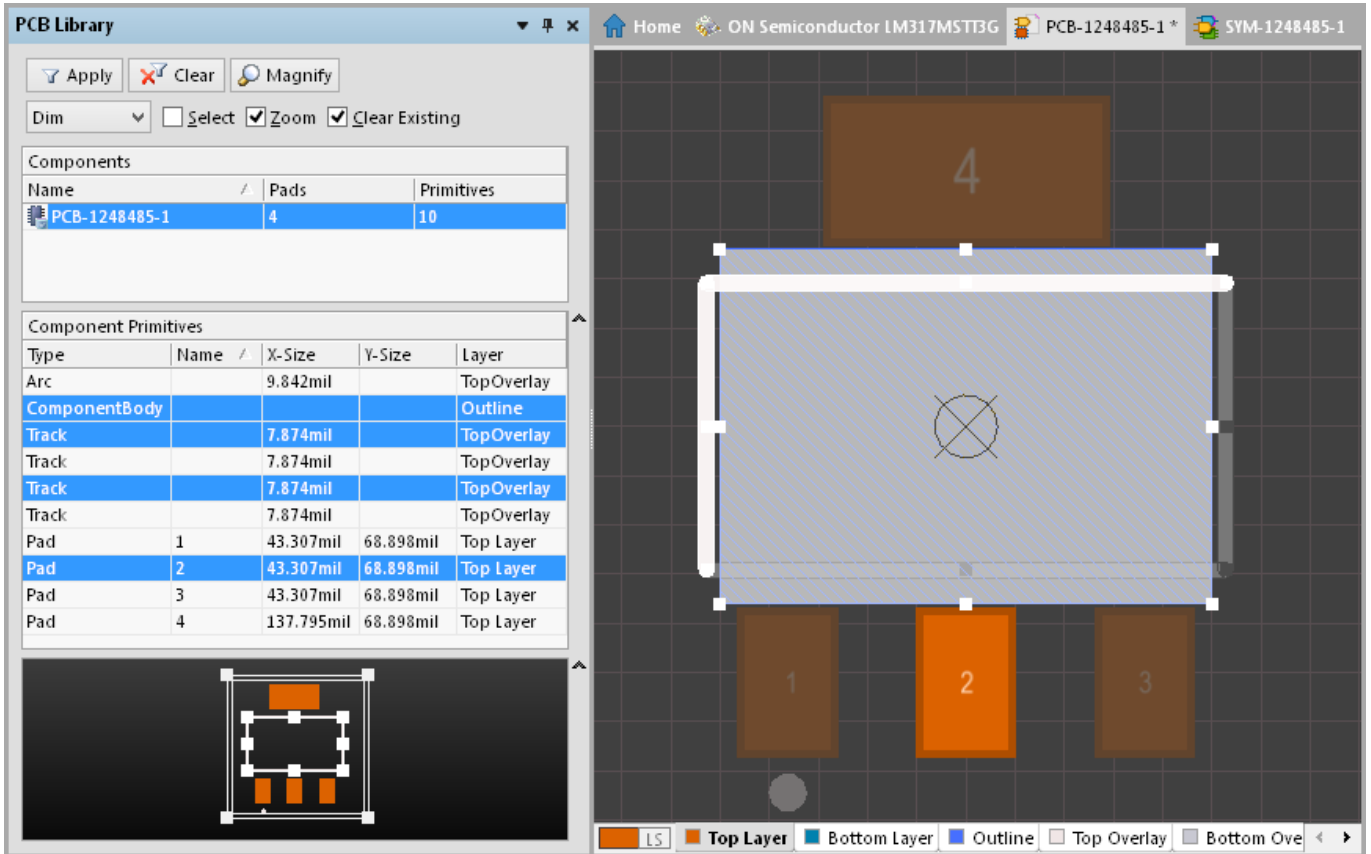 PCB Library
Home ON Semiconductor LM317MSTT3G PCB-1248485-1 * SYM-1248485-1
Apply Clear Magnify
Dim Select Zoom Clear Existing
Components
Name Pads Primitives
PCB-1248485-1 4 10
Component Primitives
Type Name X-Size Y-Size Layer
Arc 9.842mil TopOverlay
ComponentBody Outline
Track 7.874mil TopOverlay
Track 7.874mil TopOverlay
Track 7.874mil TopOverlay
Track 7.874mil TopOverlay
Pad 1 43.307mil 68.898mil Top Layer
Pad 2 43.307mil 68.898mil Top Layer
Pad 3 43.307mil 68.898mil Top Layer
Pad 4 137.795mil 68.898mil Top Layer
4
1 2 3
LS Top Layer Bottom Layer Outline Top Overlay Bottom Ove